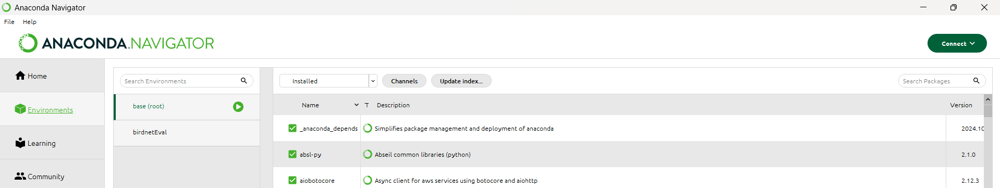 Anaconda Navigator
File Help
ANACONDA.NAVIGATOR
Connect
Home
Environments
Learning
Community
Search Environments
base (root)
birdnetEval
Installed Channels Update index... Search Packages
Name T Description Version
_anaconda_depends Simplifies package management and deployment of anaconda 2024.10
absl-py Abseil common libraries (python) 2.1.0
aiobotocore Async client for aws services using botocore and aiohttp 2.12.3